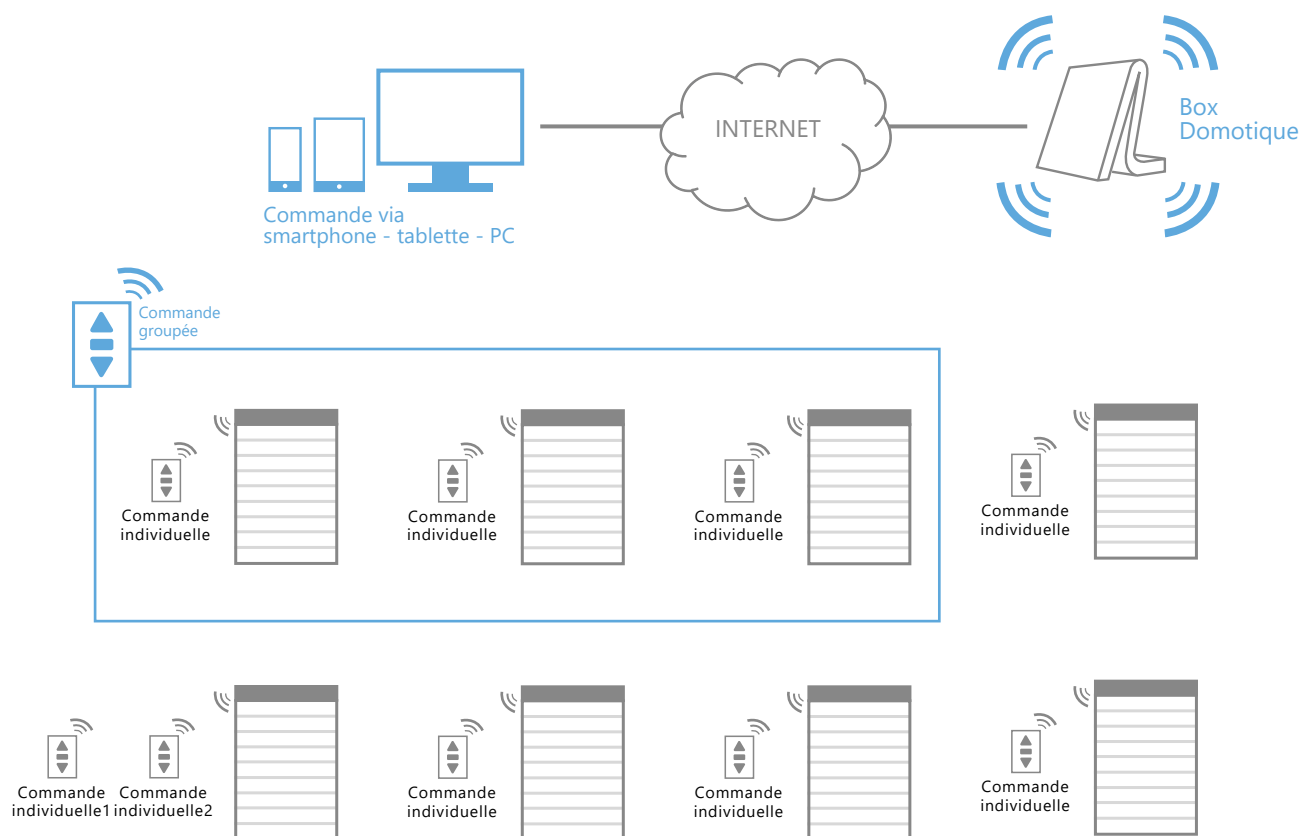 INTERNET
Box
Domotique
Commande via
smartphone - tablette - PC
Commande
groupée
Commande
individuelle
Commande
individuelle
Commande
individuelle
Commande
individuelle
Commande
individuelle1
Commande
individuelle2
Commande
individuelle
Commande
individuelle
Commande
individuelle